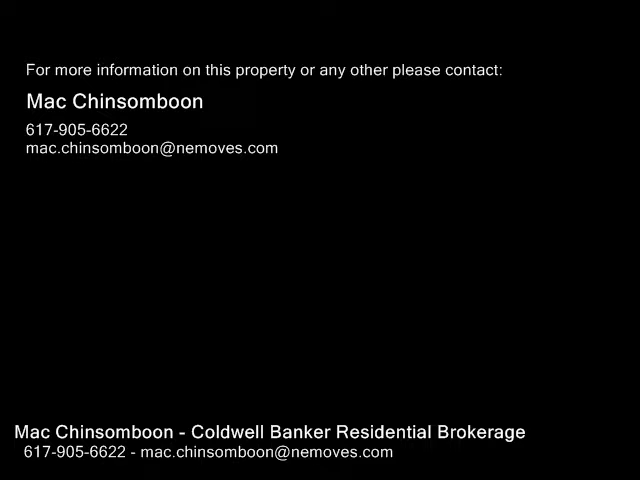 For more information on this property or any other please contact:
Mac Chinsomboon
617-905-6622
mac.chinsomboon@nemoves.com
Mac Chinsomboon - Coldwell Banker Residential Brokerage
617-905-6622 - mac.chinsomboon@nemoves.com